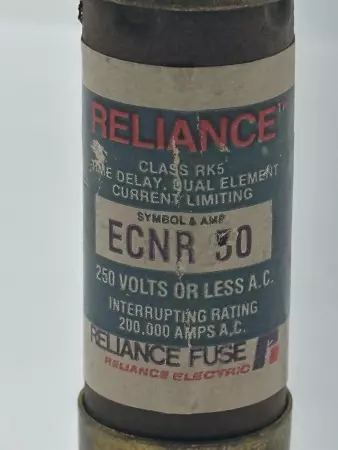 RELIANCE™
CLASS RK5
TIME DELAY, DUAL ELEMENT
CURRENT LIMITING
SYMBOL & AMP
ECNR 30
250 VOLTS OR LESS A.C.
INTERRUPTING RATING
200,000 AMPS A.C.
RELIANCE FUSE
RELIANCE ELECTRIC